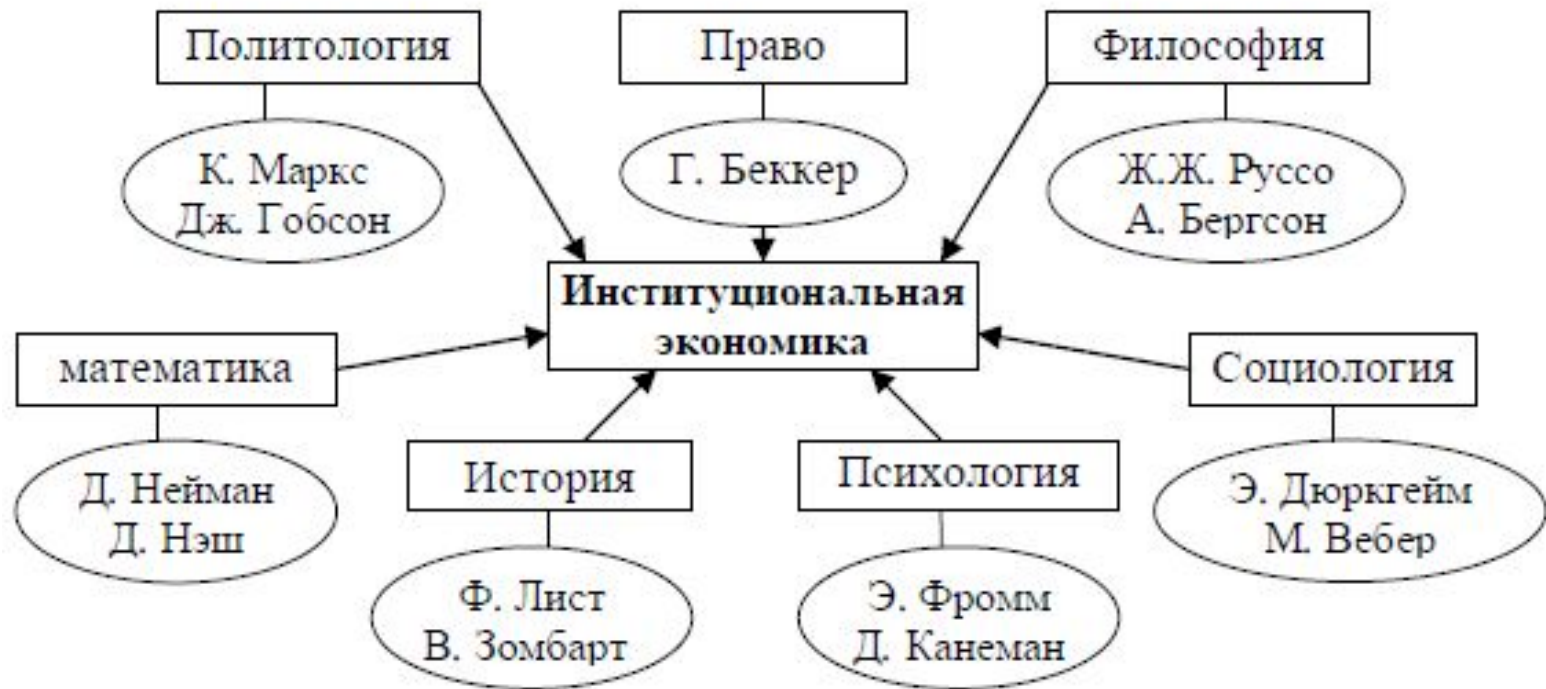 Политология
Право
Философия
К. Маркс
Дж. Гобсон
Г. Беккер
Ж.Ж. Руссо
А. Бергсон
Институциональная
экономика
математика
Социология
Д. Нейман
Д. Нэш
История
Психология
Э. Дюркгейм
М. Вебер
Ф. Лист
В. Зомбарт
Э. Фромм
Д. Канеман